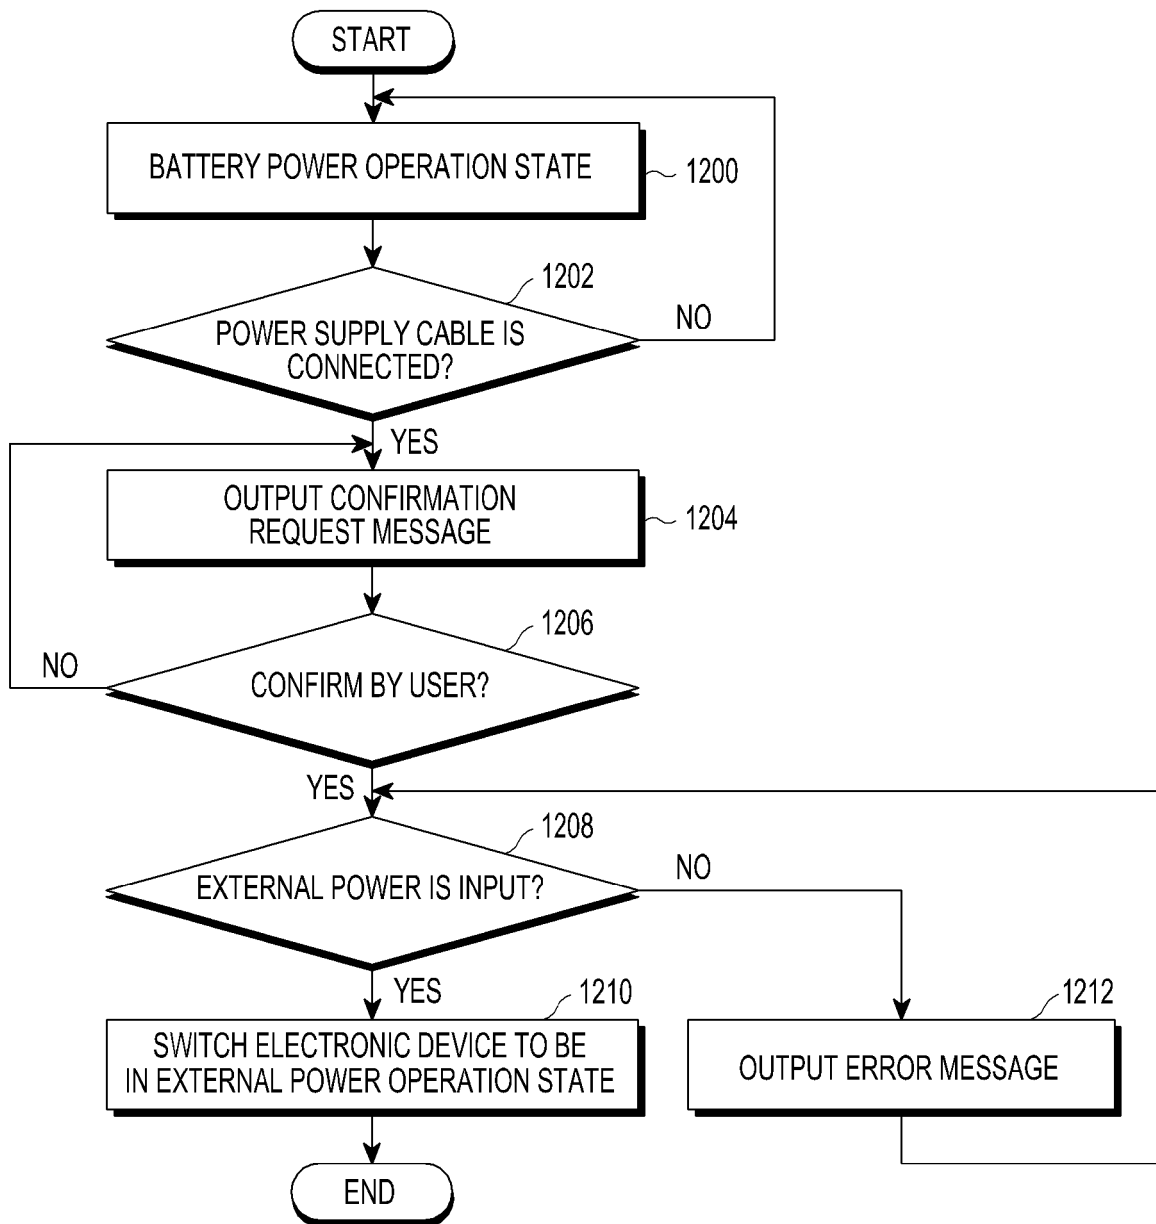 START
BATTERY POWER OPERATION STATE
1200
1202
POWER SUPPLY CABLE IS
CONNECTED?
NO
YES
OUTPUT CONFIRMATION
REQUEST MESSAGE
1204
1206
CONFIRM BY USER?
NO
YES
1208
EXTERNAL POWER IS INPUT?
NO
YES
1210
SWITCH ELECTRONIC DEVICE TO BE
IN EXTERNAL POWER OPERATION STATE
1212
OUTPUT ERROR MESSAGE
END